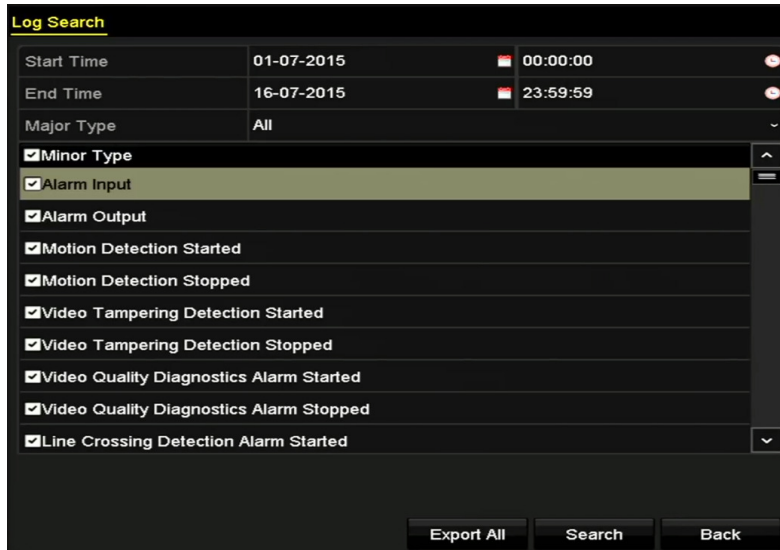 Log Search
Start Time 01-07-2015 00:00:00
End Time 16-07-2015 23:59:59
Major Type All
Minor Type
Alarm Input
Alarm Output
Motion Detection Started
Motion Detection Stopped
Video Tampering Detection Started
Video Tampering Detection Stopped
Video Quality Diagnostics Alarm Started
Video Quality Diagnostics Alarm Stopped
Line Crossing Detection Alarm Started
Export All Search Back